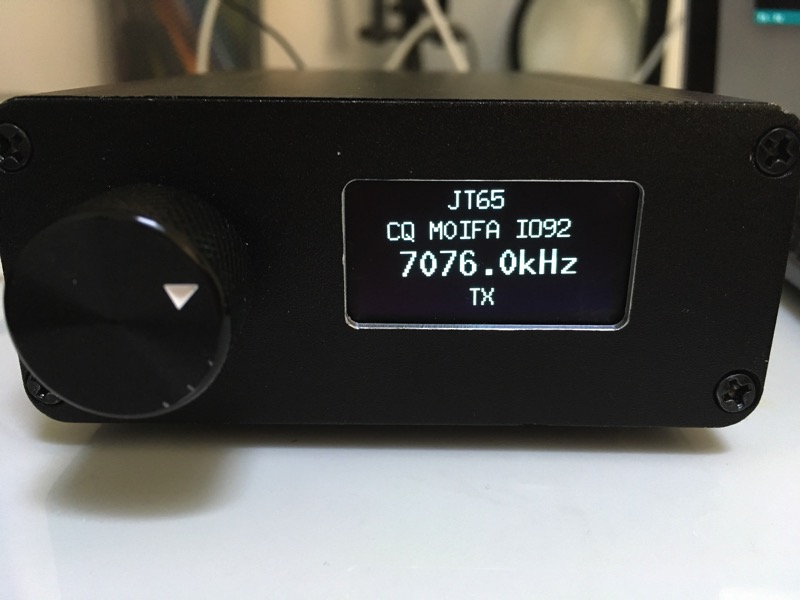 JT65
CQ M0IFA IO92
7076.0kHz
TX